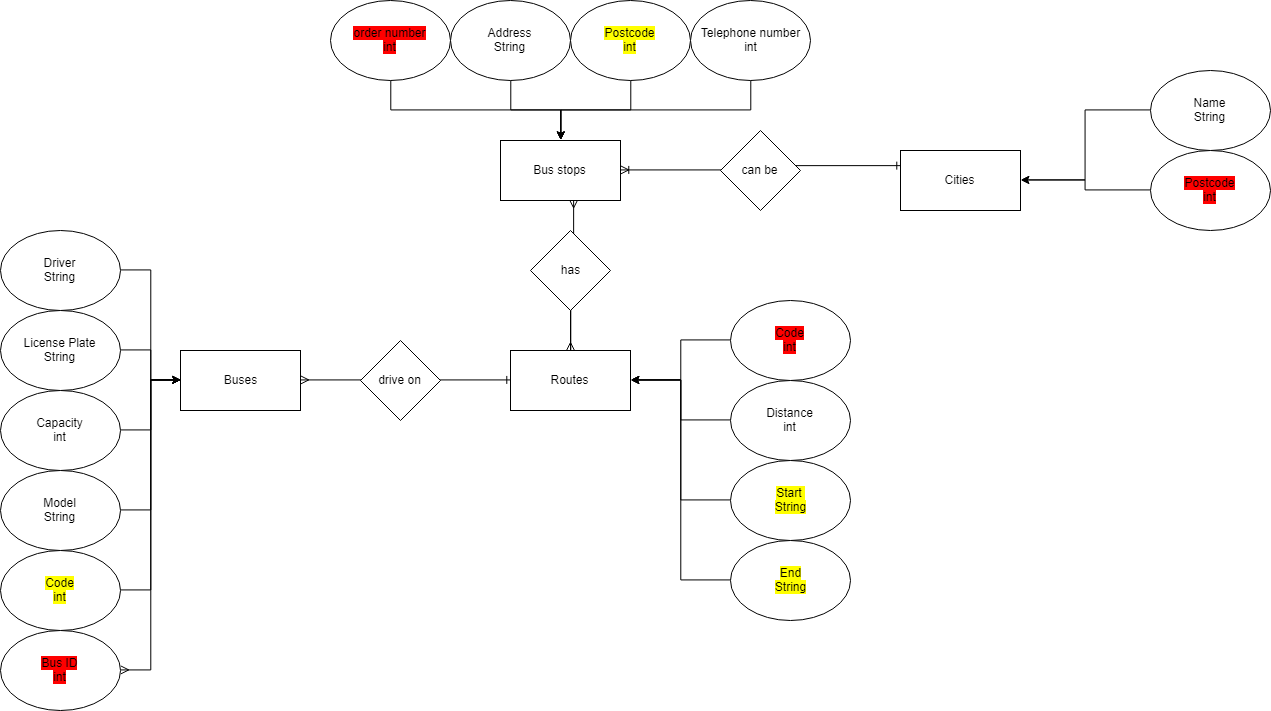 order number
int
Address
String
Postcode
int
Telephone number
int
Name
String
Bus stops
can be
Cities
Postcode
int
Driver
String
has
License Plate
String
Code
int
Buses
drive on
Routes
Capacity
int
Distance
int
Model
String
Start
String
Code
int
End
String
Bus ID
int